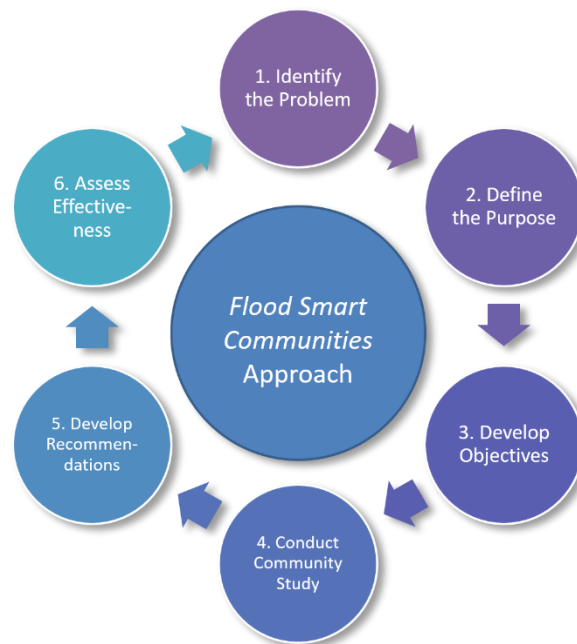 1. Identify
the Problem
2. Define
the Purpose
3. Develop
Objectives
4. Conduct
Community
Study
5. Develop
Recommen-
dations
6. Assess
Effective-
ness
Flood Smart
Communities
Approach